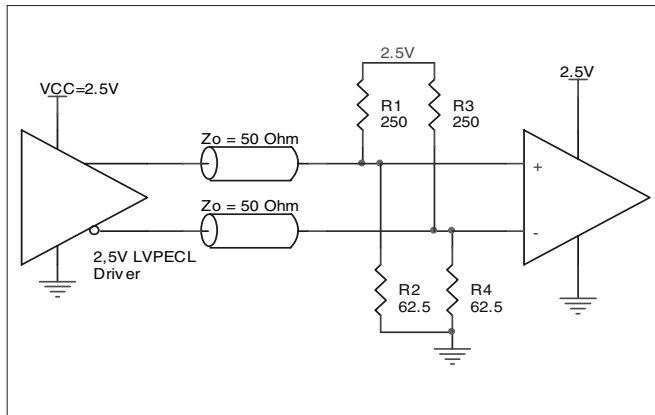 2.5V
VCC=2.5V
2.5V
R1
250
R3
250
Zo = 50 Ohm
+
Zo = 50 Ohm
-
2,5V LVPECL
Driver
R2
62.5
R4
62.5